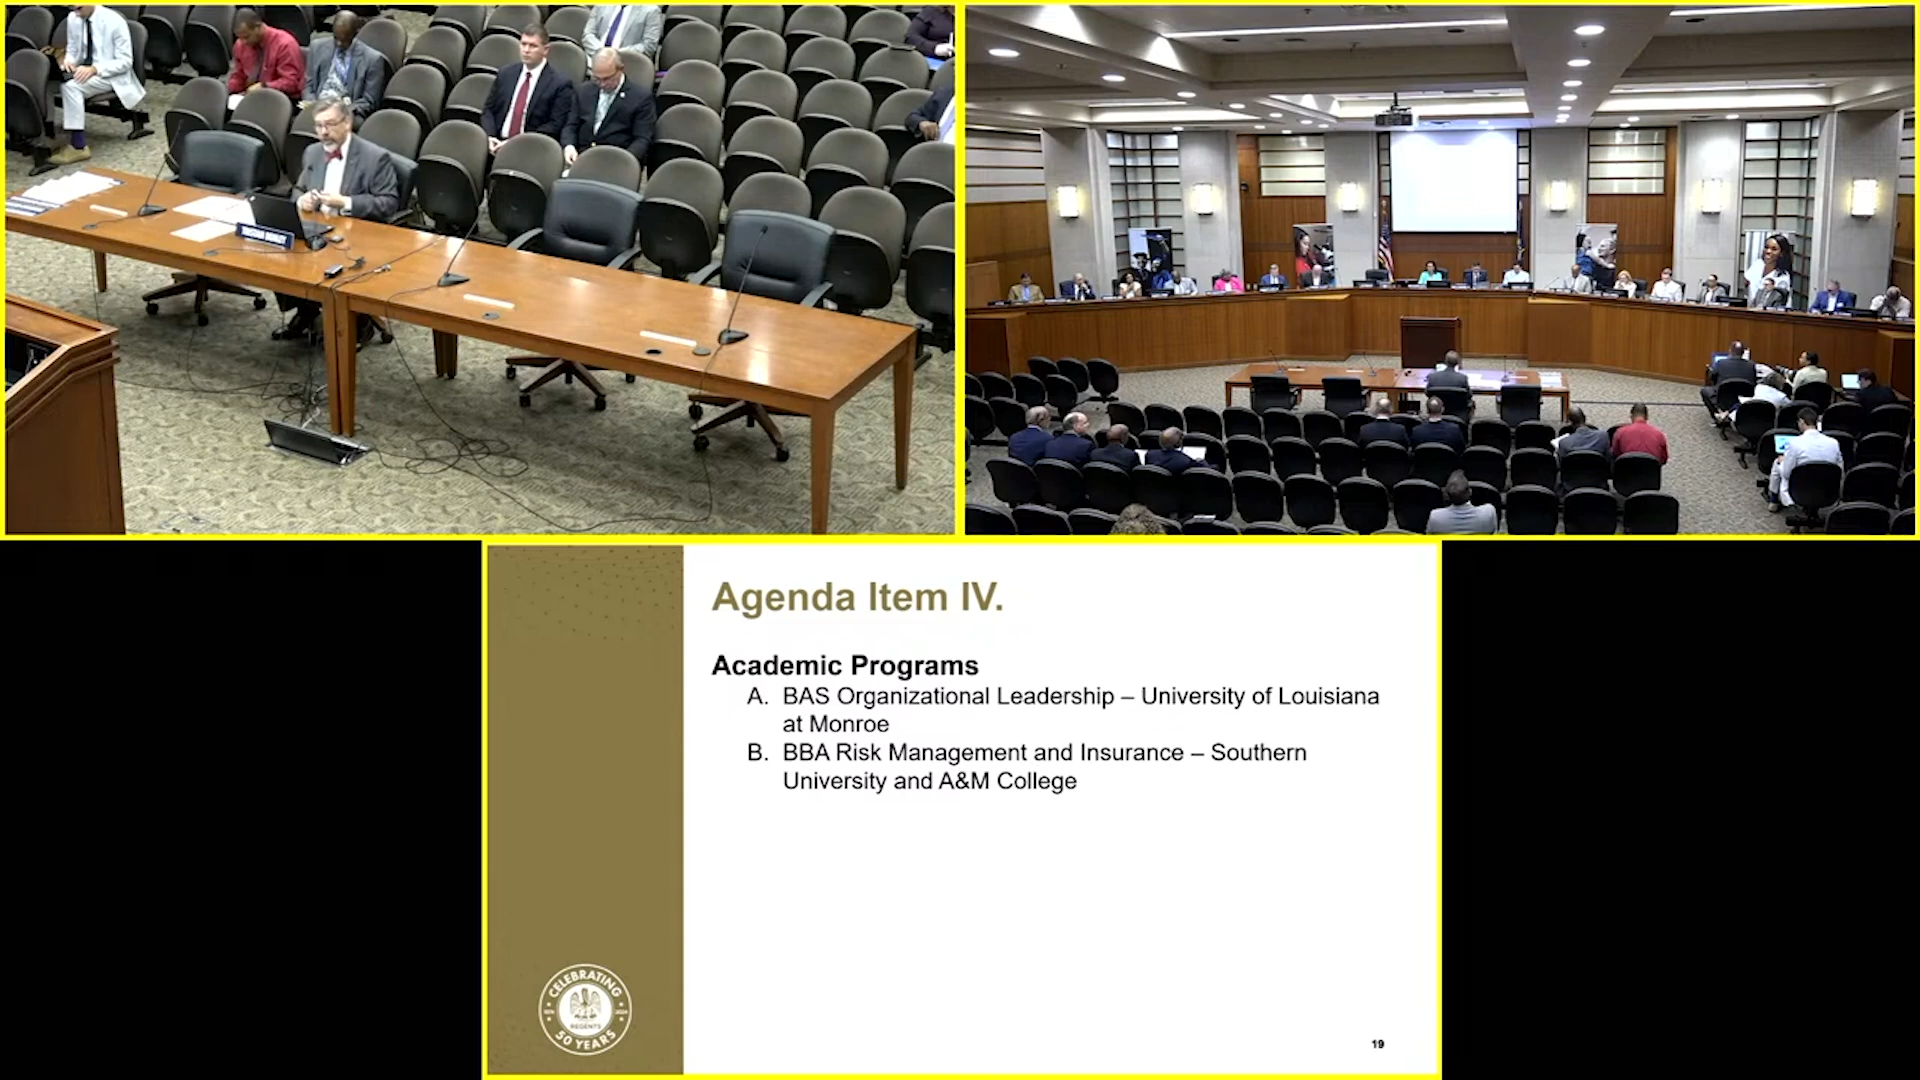 Agenda Item IV.
Academic Programs
A. BAS Organizational Leadership – University of Louisiana
at Monroe
B. BBA Risk Management and Insurance – Southern
University and A&M College
CELEBRATING
REGENTS
50 YEARS
19